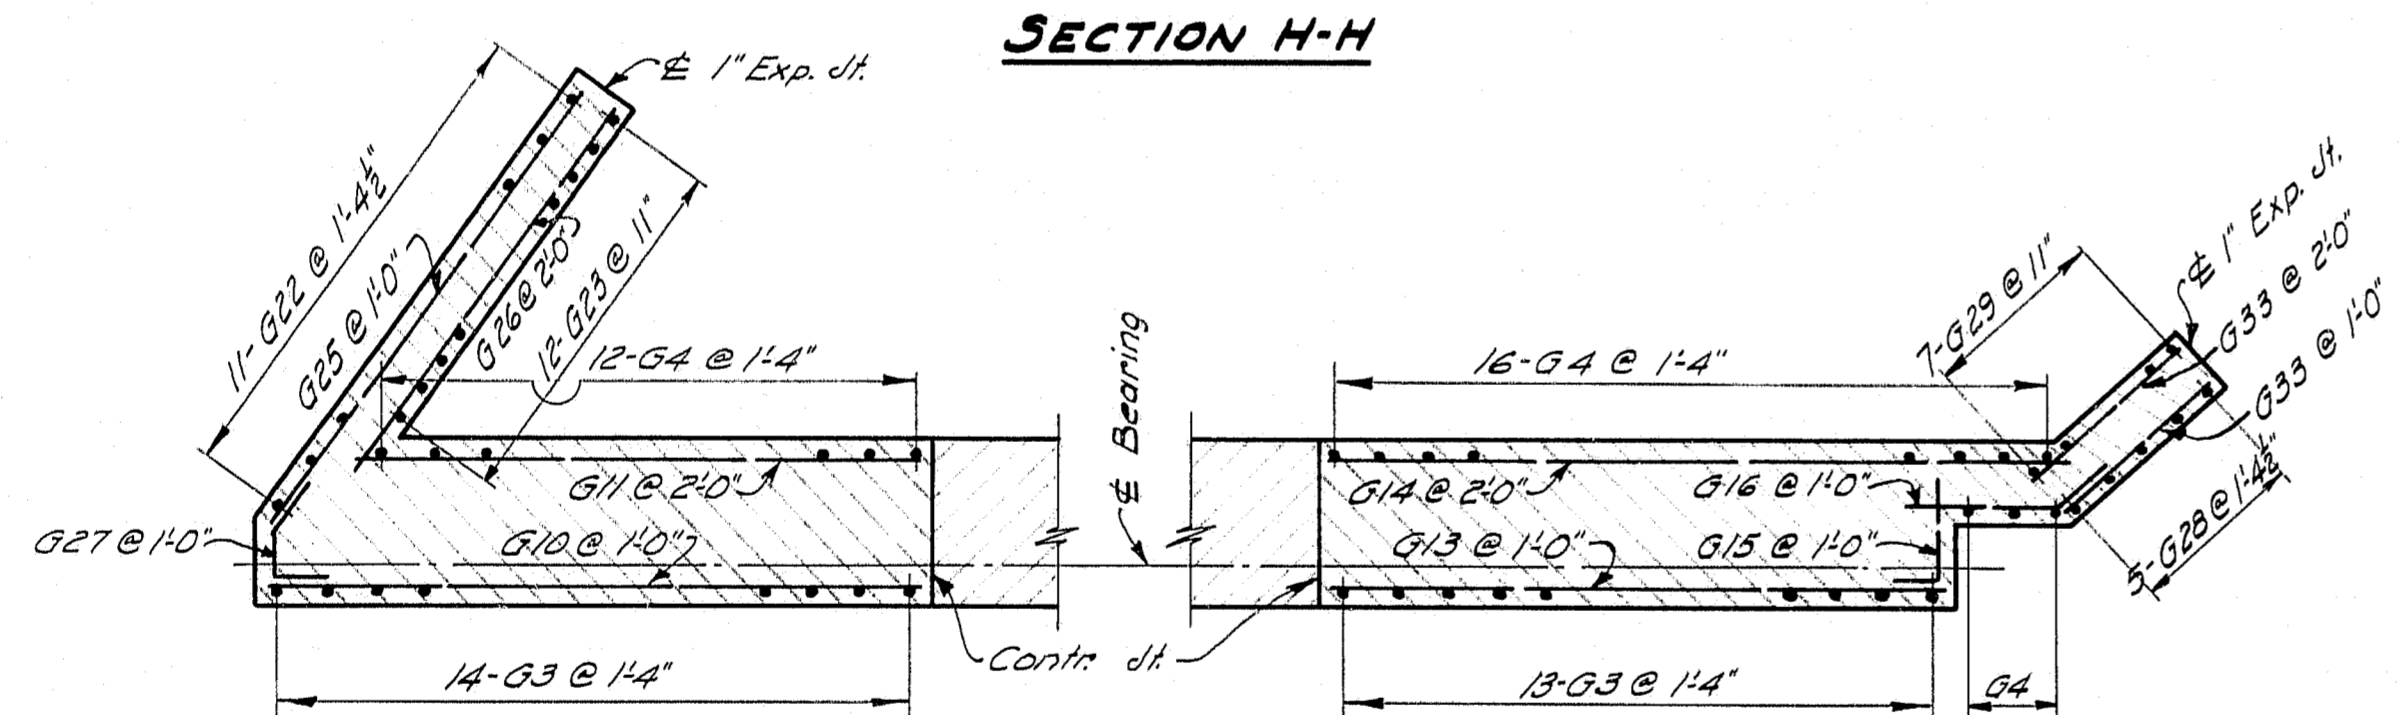 SECTION H-H
℄ 1" Exp. Jt.
11-G22 @ 1'-4½"
G25 @ 1'-0"
G26 @ 2'-0"
12-G23 @ 11"
12-G4 @ 1'-4"
℄ Bearing
16-G4 @ 1'-4"
7-G29 @ 11"
℄ 1" Exp. Jt.
G33 @ 2'-0"
G33 @ 1'-0"
5-G28 @ 1'-4½"
G11 @ 2'-0"
G14 @ 2'-0"
G16 @ 1'-0"
G27 @ 1'-0"
G10 @ 1'-0"
G13 @ 1'-0"
G15 @ 1'-0"
Contr. Jt.
14-G3 @ 1'-4"
13-G3 @ 1'-4"
G4